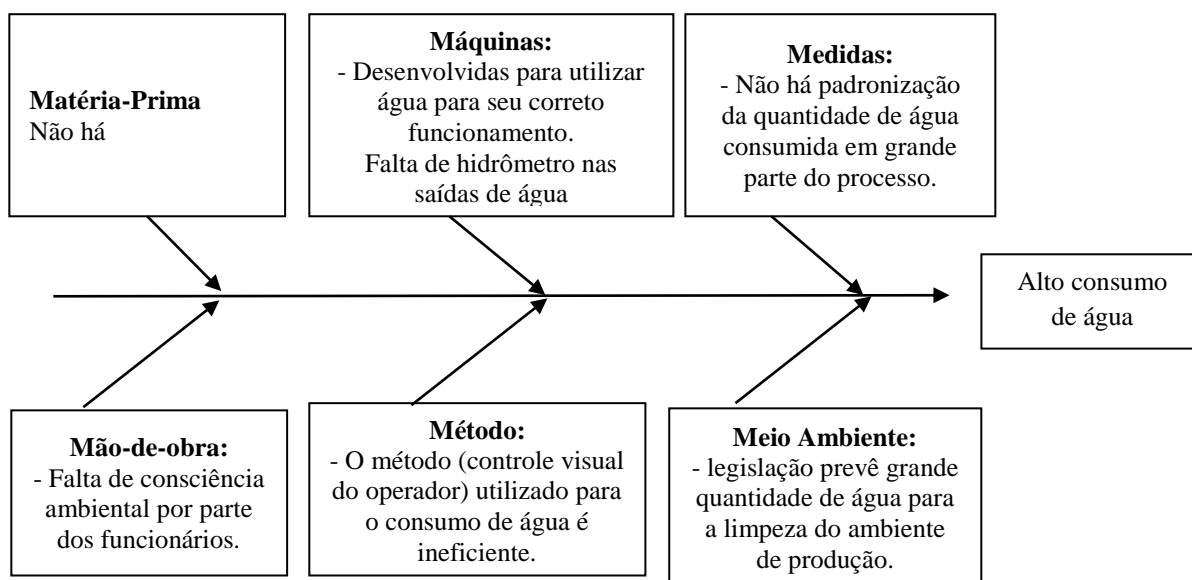 Matéria-Prima
Não há
Máquinas:
- Desenvolvidas para utilizar
água para seu correto
funcionamento.
Falta de hidrômetro nas
saídas de água
Medidas:
- Não há padronização
da quantidade de água
consumida em grande
parte do processo.
Alto consumo
de água
Mão-de-obra:
- Falta de consciência
ambiental por parte
dos funcionários.
Método:
- O método (controle visual
do operador) utilizado para
o consumo de água é
ineficiente.
Meio Ambiente:
- legislação prevê grande
quantidade de água para
a limpeza do ambiente
de produção.